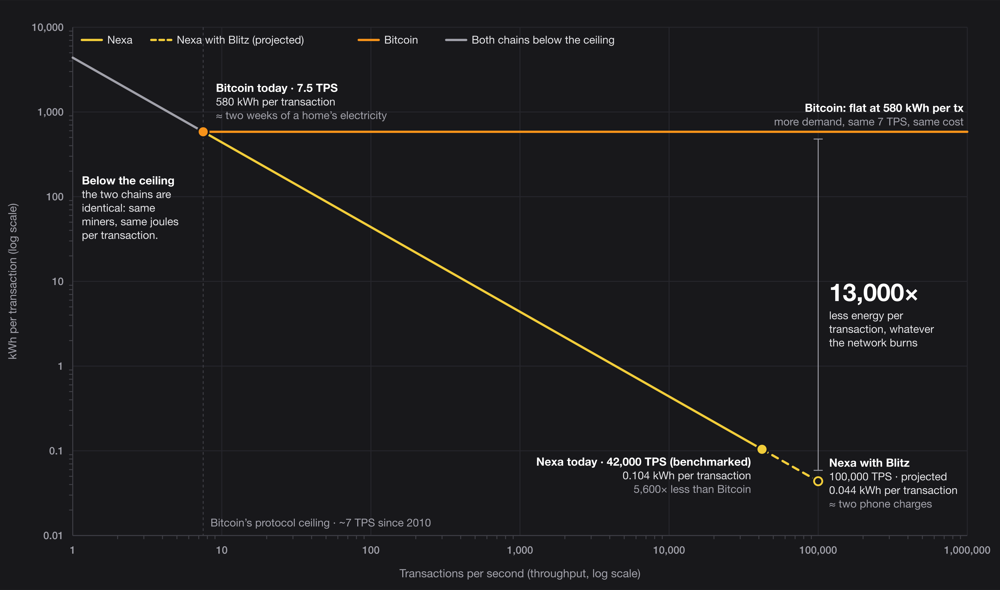 10,000
Nexa
Nexa with Blitz (projected)
Bitcoin
Both chains below the ceiling
Bitcoin today · 7.5 TPS
580 kWh per transaction
≈ two weeks of a home’s electricity
1,000
Bitcoin: flat at 580 kWh per tx
more demand, same 7 TPS, same cost
Below the ceiling
the two chains are
identical: same
miners, same joules
per transaction.
100
kWh per transaction (log scale)
10
13,000×
less energy per
transaction, whatever
the network burns
1
0.1
Nexa today · 42,000 TPS (benchmarked)
0.104 kWh per transaction
5,600× less than Bitcoin
Nexa with Blitz
100,000 TPS · projected
0.044 kWh per transaction
≈ two phone charges
Bitcoin’s protocol ceiling · ~7 TPS since 2010
0.01
1
10
100
1,000
10,000
100,000
1,000,000
Transactions per second (throughput, log scale)